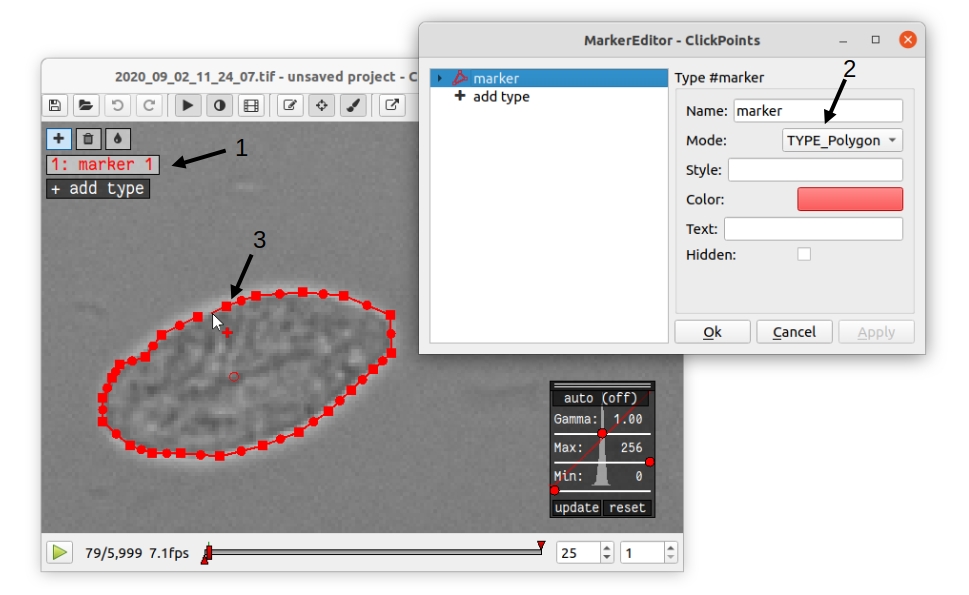 MarkerEditor - ClickPoints
2020_09_02_11_24_07.tif - unsaved project - C
marker
+ add type
Type #marker
2
Name: marker
Mode: TYPE_Polygon
Style:
Color:
Text:
Hidden:
Ok Cancel Apply
1: marker 1
1
+ add type
3
auto (off)
Gamma: 1.00
Max: 256
Min: 0
update reset
79/5,999 7.1fps
25 1